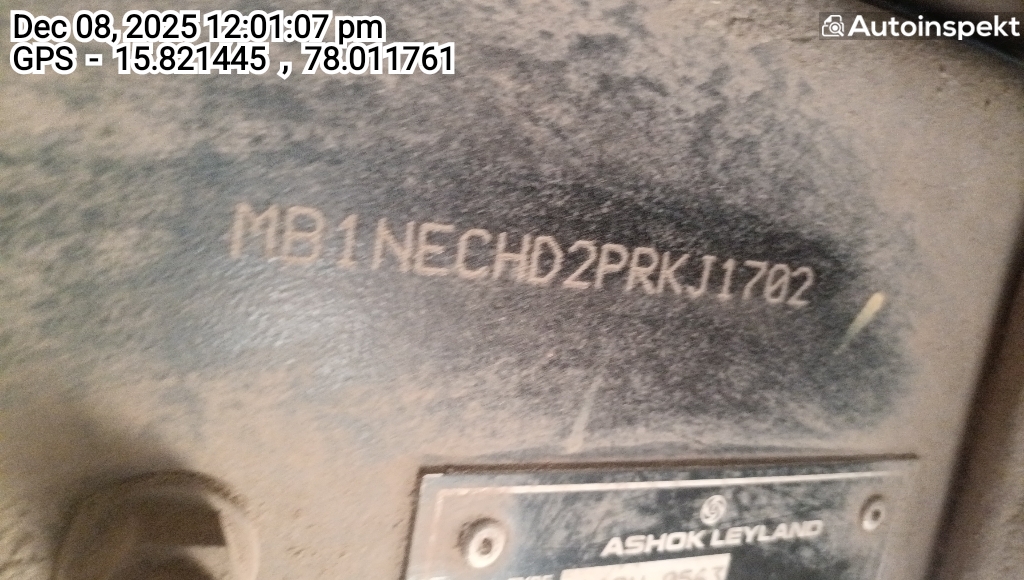 Dec 08, 2025 12:01:07 pm
GPS - 15.821445 , 78.011761
Autoinspekt
MB1NECHD2PRKJ1702
ASHOK LEYLAND